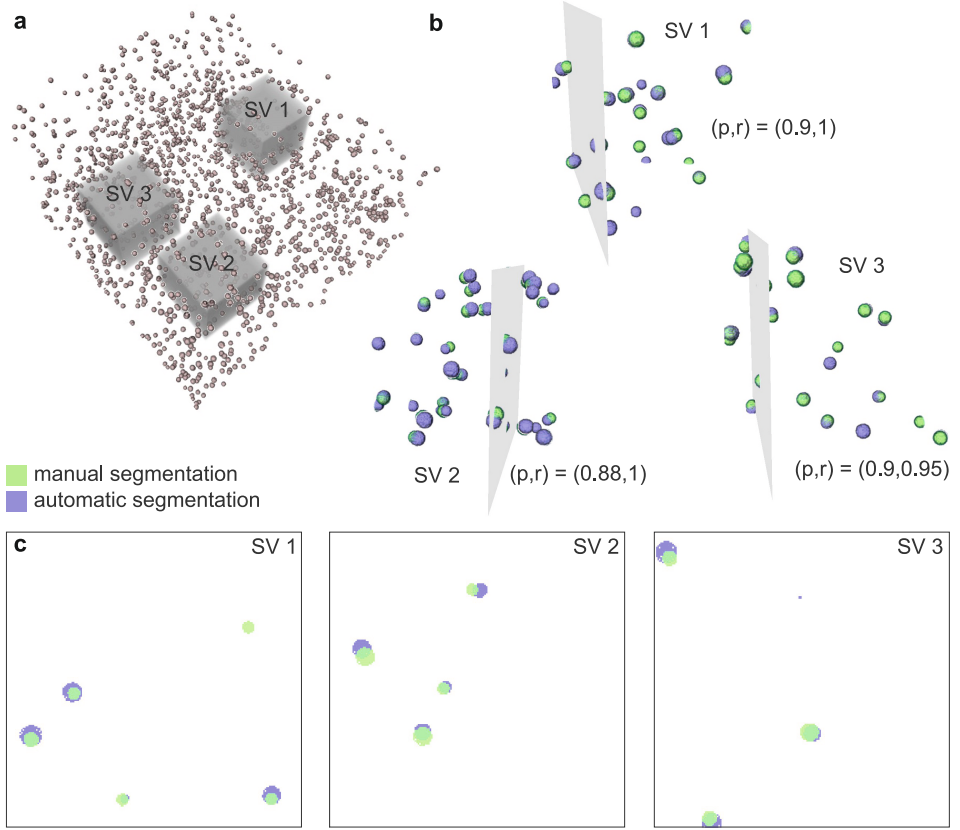 a
b
SV 1
SV 1
(p,r) = (0.9,1)
SV 3
SV 2
SV 3
SV 2
(p,r) = (0.88,1)
(p,r) = (0.9,0.95)
manual segmentation
automatic segmentation
c
SV 1
SV 2
SV 3